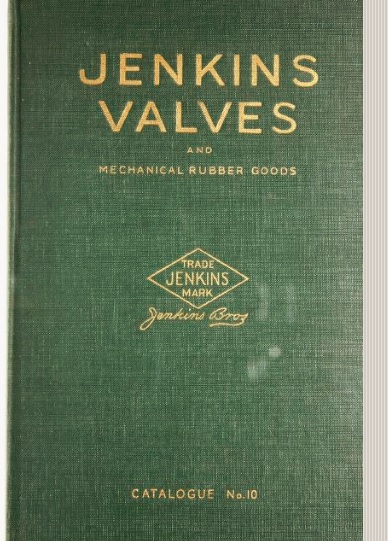 JENKINS
VALVES
AND
MECHANICAL RUBBER GOODS
TRADE
JENKINS
MARK
Jenkins Bros
CATALOGUE No.10